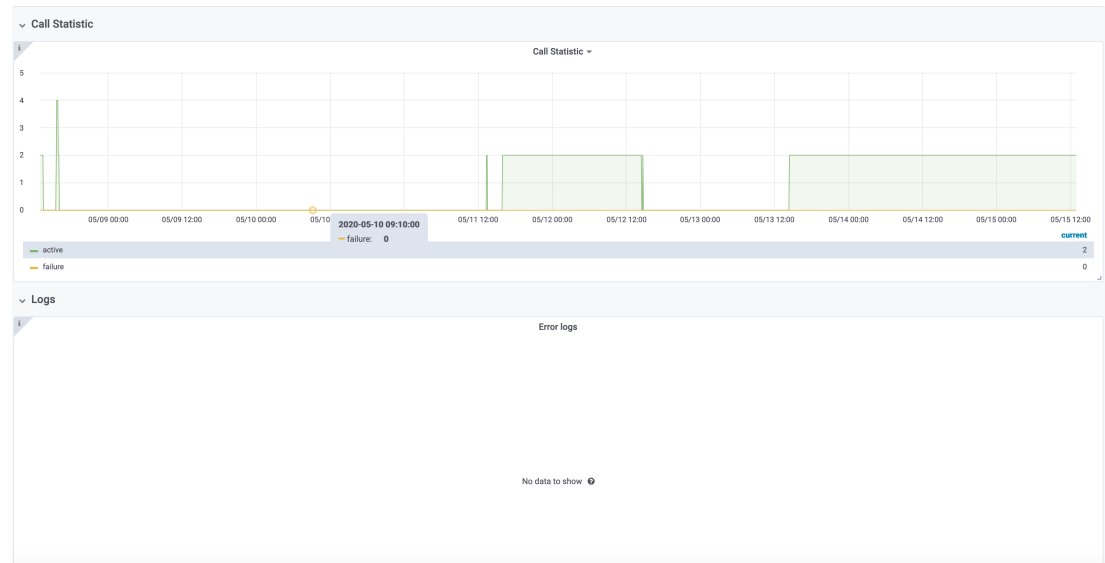 Call Statistic
i
Call Statistic
5
4
3
2
1
0
05/09 00:00 05/09 12:00 05/10 00:00 05/10 05/11 12:00 05/12 00:00 05/12 12:00 05/13 00:00 05/13 12:00 05/14 00:00 05/14 12:00 05/15 00:00 05/15 12:00
2020-05-10 09:10:00
failure: 0
current
active 2
failure 0
Logs
i
Error logs
No data to show ?